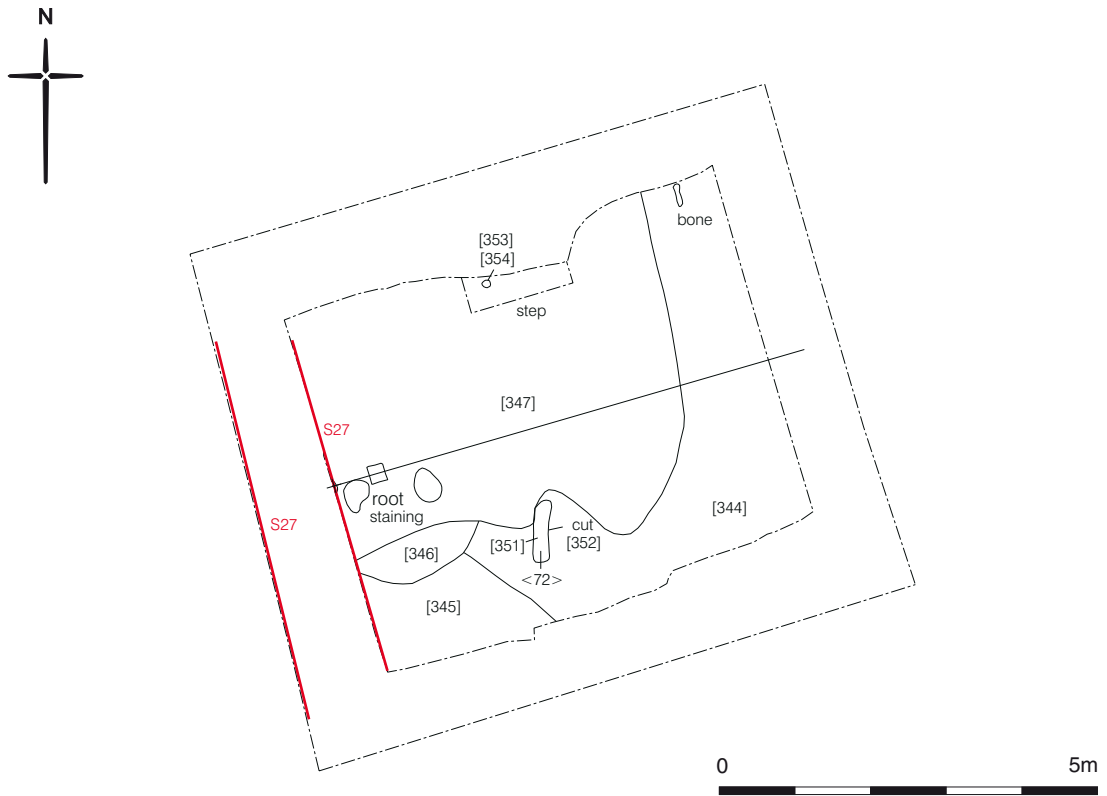 N
bone
[353]
[354]
step
[347]
S27
root
staining
S27
[344]
cut
[351]
[352]
[346]
<72>
[345]
0
5m